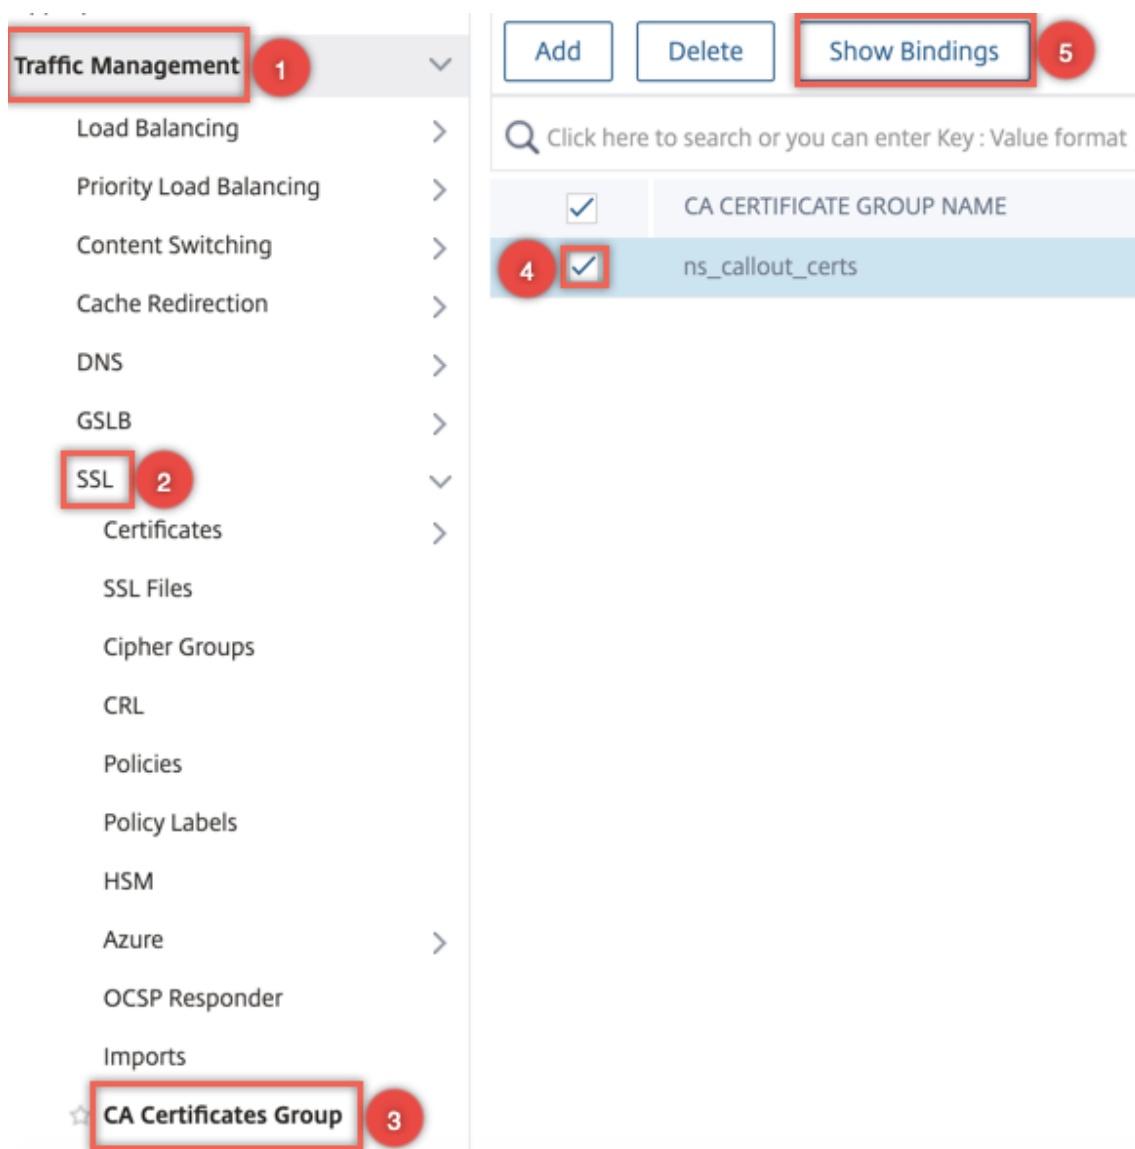 Traffic Management 1
Load Balancing
Priority Load Balancing
Content Switching
Cache Redirection
DNS
GSLB
SSL 2
Certificates
SSL Files
Cipher Groups
CRL
Policies
Policy Labels
HSM
Azure
OCSP Responder
Imports
CA Certificates Group 3
Add Delete Show Bindings 5
Click here to search or you can enter Key : Value format
CA CERTIFICATE GROUP NAME
4 ns_callout_certs